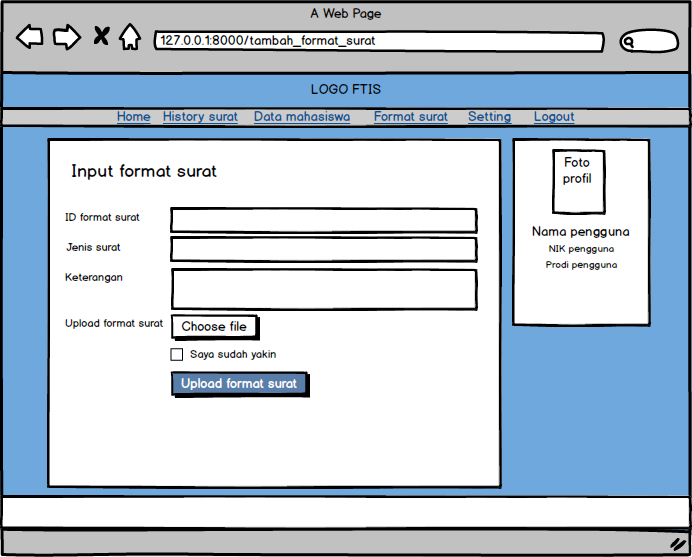 A Web Page
127.0.0.1:8000/tambah_format_surat
LOGO FTIS
Home History surat Data mahasiswa Format surat Setting Logout
Input format surat
ID format surat
Jenis surat
Keterangan
Upload format surat Choose file
Saya sudah yakin
Upload format surat
Foto
profil
Nama pengguna
NIK pengguna
Prodi pengguna